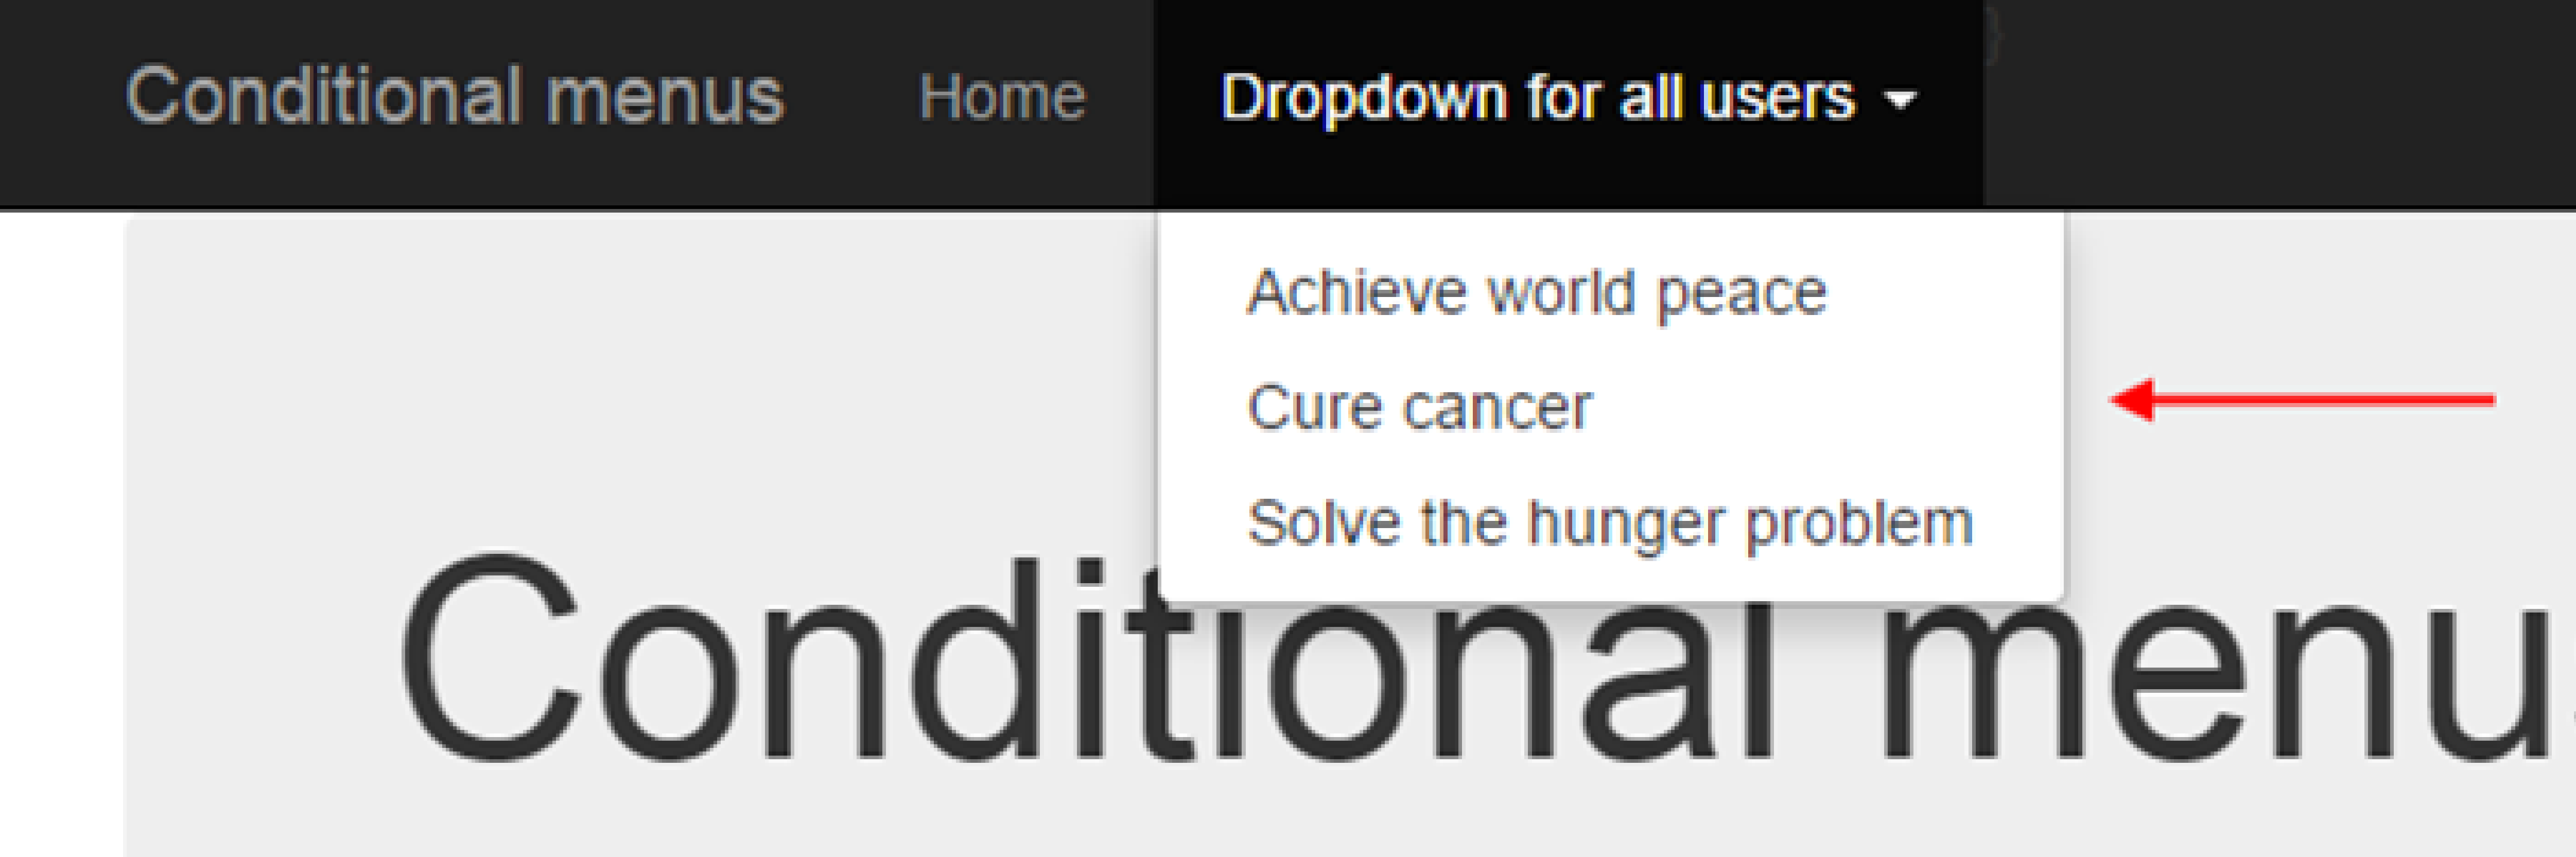 Conditional menus Home Dropdown for all users }
Achieve world peace
Cure cancer
Solve the hunger problem
Conditional menus